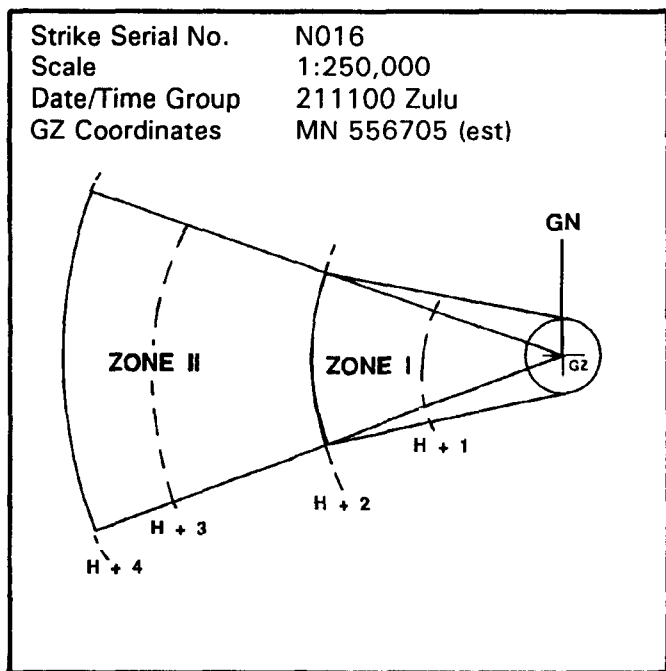 Strike Serial No. N016
Scale 1:250,000
Date/Time Group 211100 Zulu
GZ Coordinates MN 556705 (est)
GN
ZONE II
ZONE I
GZ
H + 1
H + 2
H + 3
H + 4